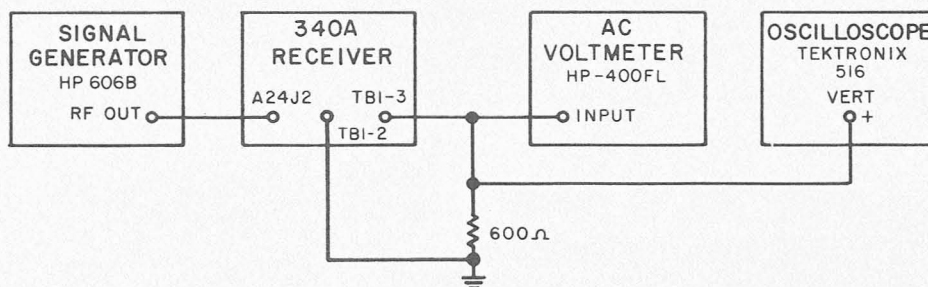 SIGNAL
GENERATOR
HP 606B
RF OUT
340A
RECEIVER
A24J2
TB1-3
TB1-2
AC
VOLTMETER
HP-400FL
INPUT
OSCILLOSCOPE
TEKTRONIX
516
VERT
+
600Ω